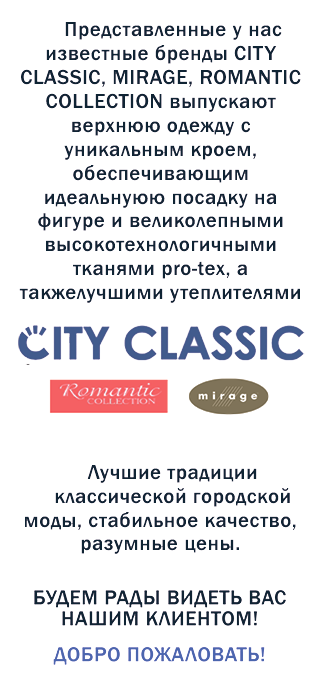 Представленные у нас
известные бренды CITY
CLASSIC, MIRAGE, ROMANTIC
COLLECTION выпускают
верхнюю одежду с
уникальным кроем,
обеспечивающим
идеальнуюю посадку на
фигуре и великолепными
высокотехнологичными
тканями pro-tex, а
такжелучшими утеплителями
CITY CLASSIC
Romantic
COLLECTION
mirage
Лучшие традиции
классической городской
моды, стабильное качество,
разумные цены.
БУДЕМ РАДЫ ВИДЕТЬ ВАС
НАШИМ КЛИЕНТОМ!
ДОБРО ПОЖАЛОВАТЬ!